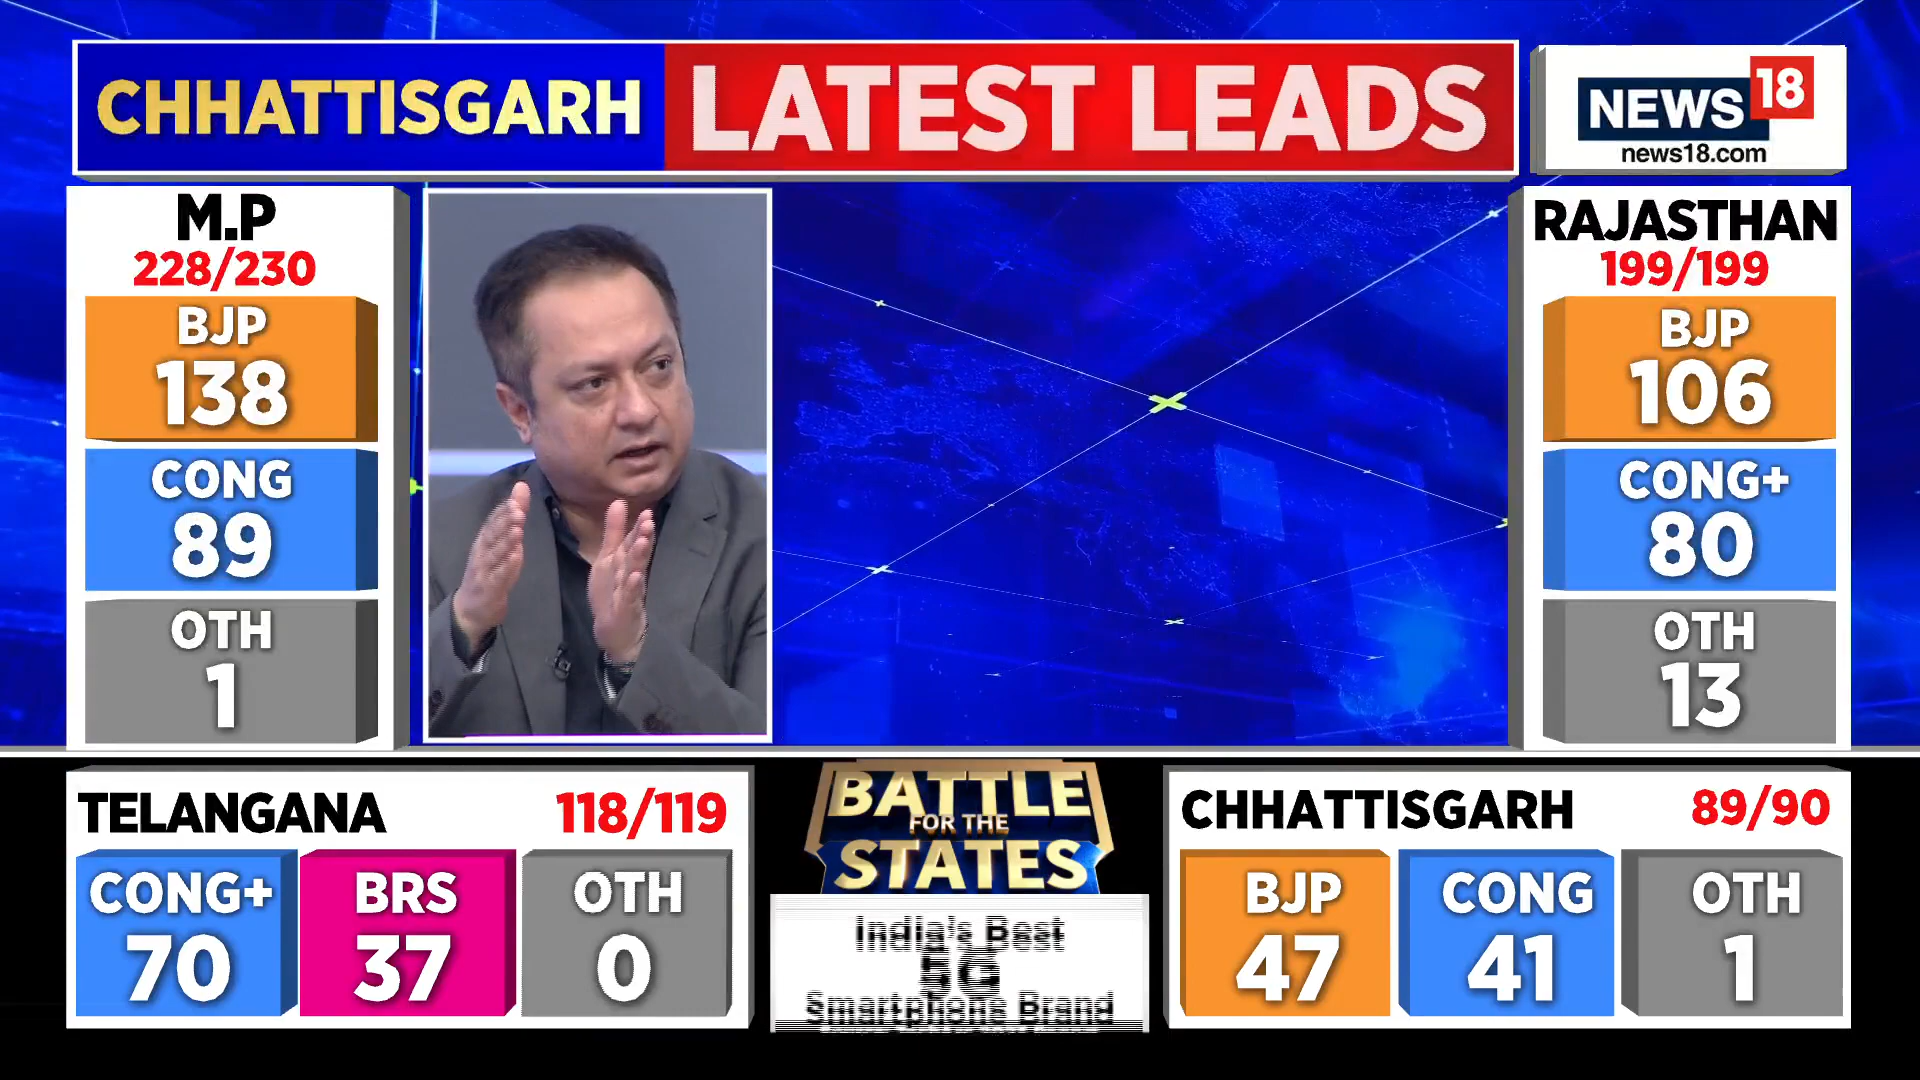 CHHATTISGARH LATEST LEADS
NEWS 18
news18.com
M.P
228/230
BJP
138
CONG
89
OTH
1
RAJASTHAN
199/199
BJP
106
CONG+
80
OTH
13
TELANGANA 118/119
CONG+ BRS OTH
70 37 0
BATTLE
FOR THE
STATES
India's Best
5G
Smartphone Brand
CHHATTISGARH 89/90
BJP CONG OTH
47 41 1